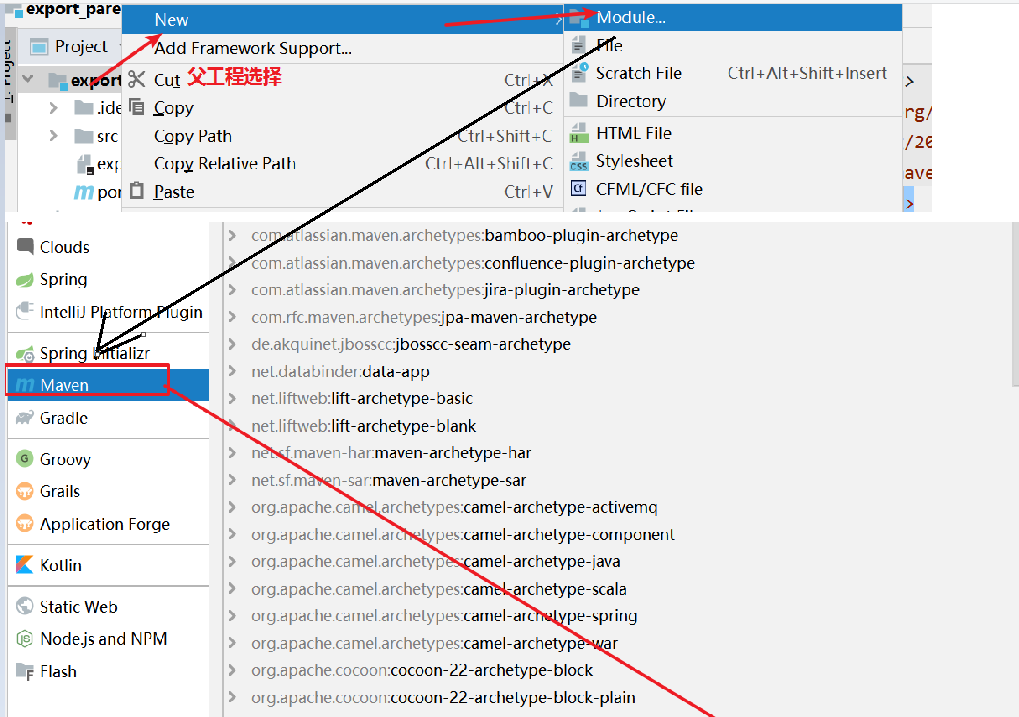 export_pare
New
Module...
Project
Add Framework Support...
File
export
Cut
父工程选择
Ctrl+X
Scratch File
Ctrl+Alt+Shift+Insert
>
.ide
Copy
Ctrl+C
Directory
rg/
src
Copy Path
Ctrl+Shift+C
HTML File
/20
exp
Copy Relative Path
Ctrl+Alt+Shift+C
Stylesheet
ave
pom
Paste
Ctrl+V
CFML/CFC file
>
Clouds
Spring
IntelliJ Platform Plugin
Spring Initializr
Maven
Gradle
Groovy
Grails
Application Forge
Kotlin
Static Web
Node.js and NPM
Flash
com.atlassian.maven.archetypes:bamboo-plugin-archetype
com.atlassian.maven.archetypes:confluence-plugin-archetype
com.atlassian.maven.archetypes:jira-plugin-archetype
com.rfc.maven.archetypes:jpa-maven-archetype
de.akquinet.jbosscc:jbosscc-seam-archetype
net.databinder:data-app
net.liftweb:lift-archetype-basic
net.liftweb:lift-archetype-blank
net.sf.maven-har:maven-archetype-har
net.sf.maven-sar:maven-archetype-sar
org.apache.camel.archetypes:camel-archetype-activemq
org.apache.camel.archetypes:camel-archetype-component
org.apache.camel.archetypes:camel-archetype-java
org.apache.camel.archetypes:camel-archetype-scala
org.apache.camel.archetypes:camel-archetype-spring
org.apache.camel.archetypes:camel-archetype-war
org.apache.cocoon:cocoon-22-archetype-block
org.apache.cocoon:cocoon-22-archetype-block-plain